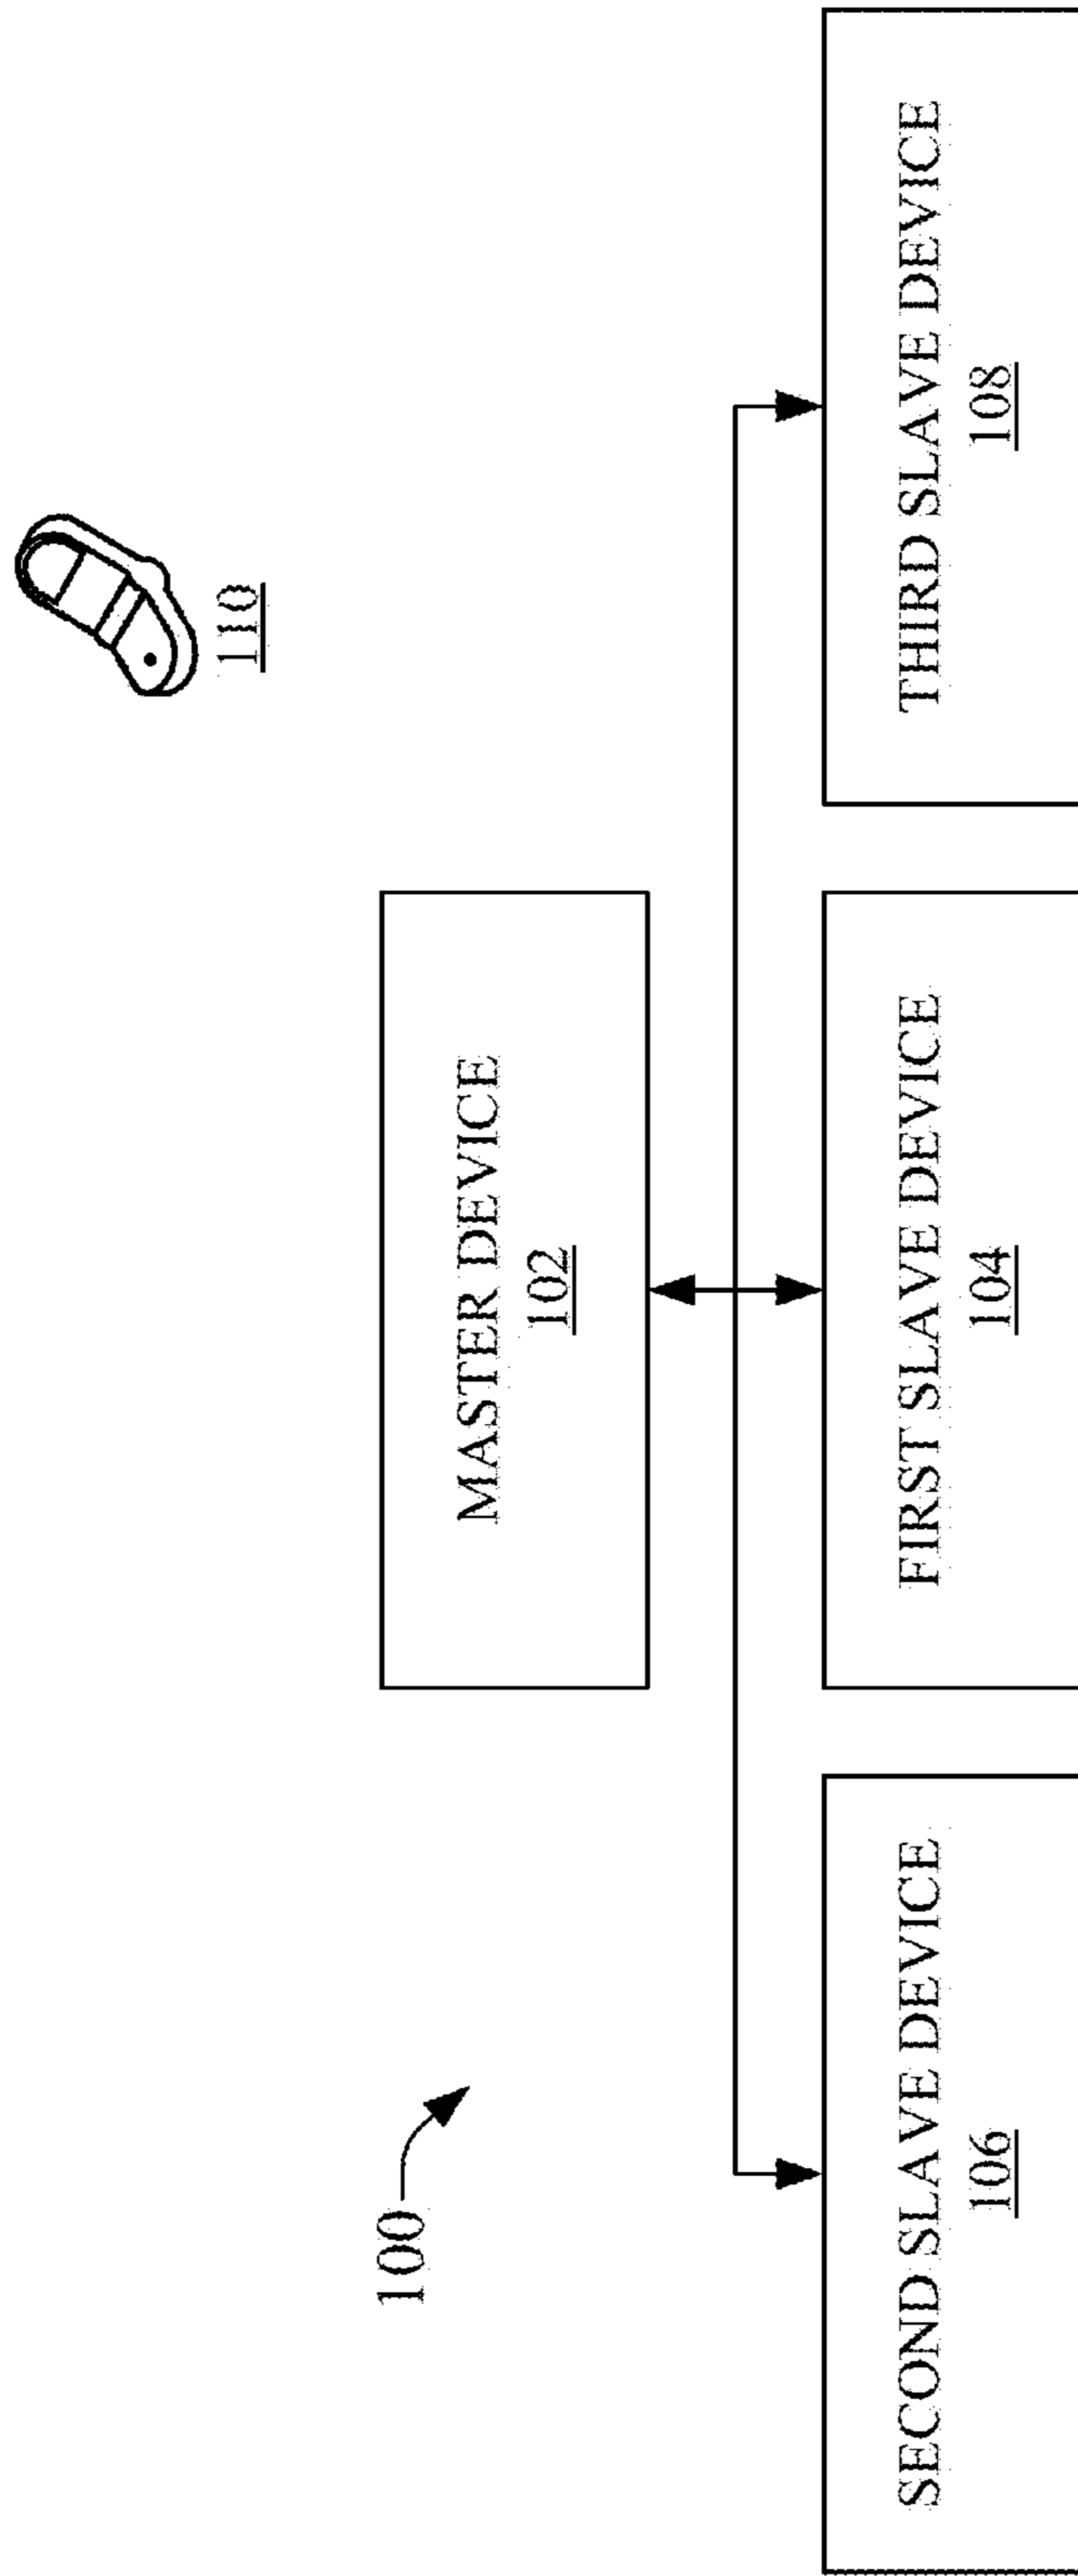 110
100
MASTER DEVICE
102
SECOND SLAVE DEVICE
106
FIRST SLAVE DEVICE
104
THIRD SLAVE DEVICE
108